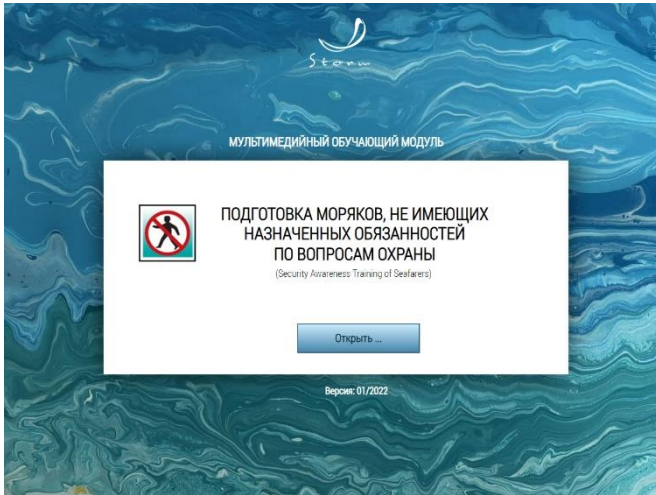 Storm
МУЛЬТИМЕДИЙНЫЙ ОБУЧАЮЩИЙ МОДУЛЬ
ПОДГОТОВКА МОРЯКОВ, НЕ ИМЕЮЩИХ
НАЗНАЧЕННЫХ ОБЯЗАННОСТЕЙ
ПО ВОПРОСАМ ОХРАНЫ
(Security Awareness Training of Seafarers)
Открыть ...
Версия: 01/2022